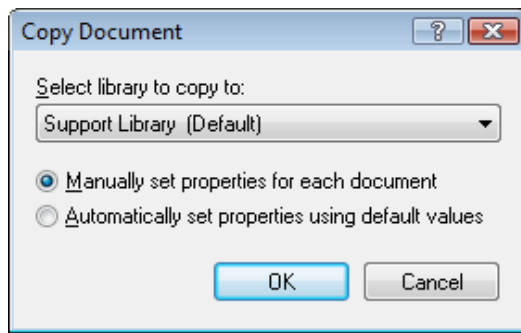 Copy Document
?
Select library to copy to:
Support Library (Default)
Manually set properties for each document
Automatically set properties using default values
OK
Cancel